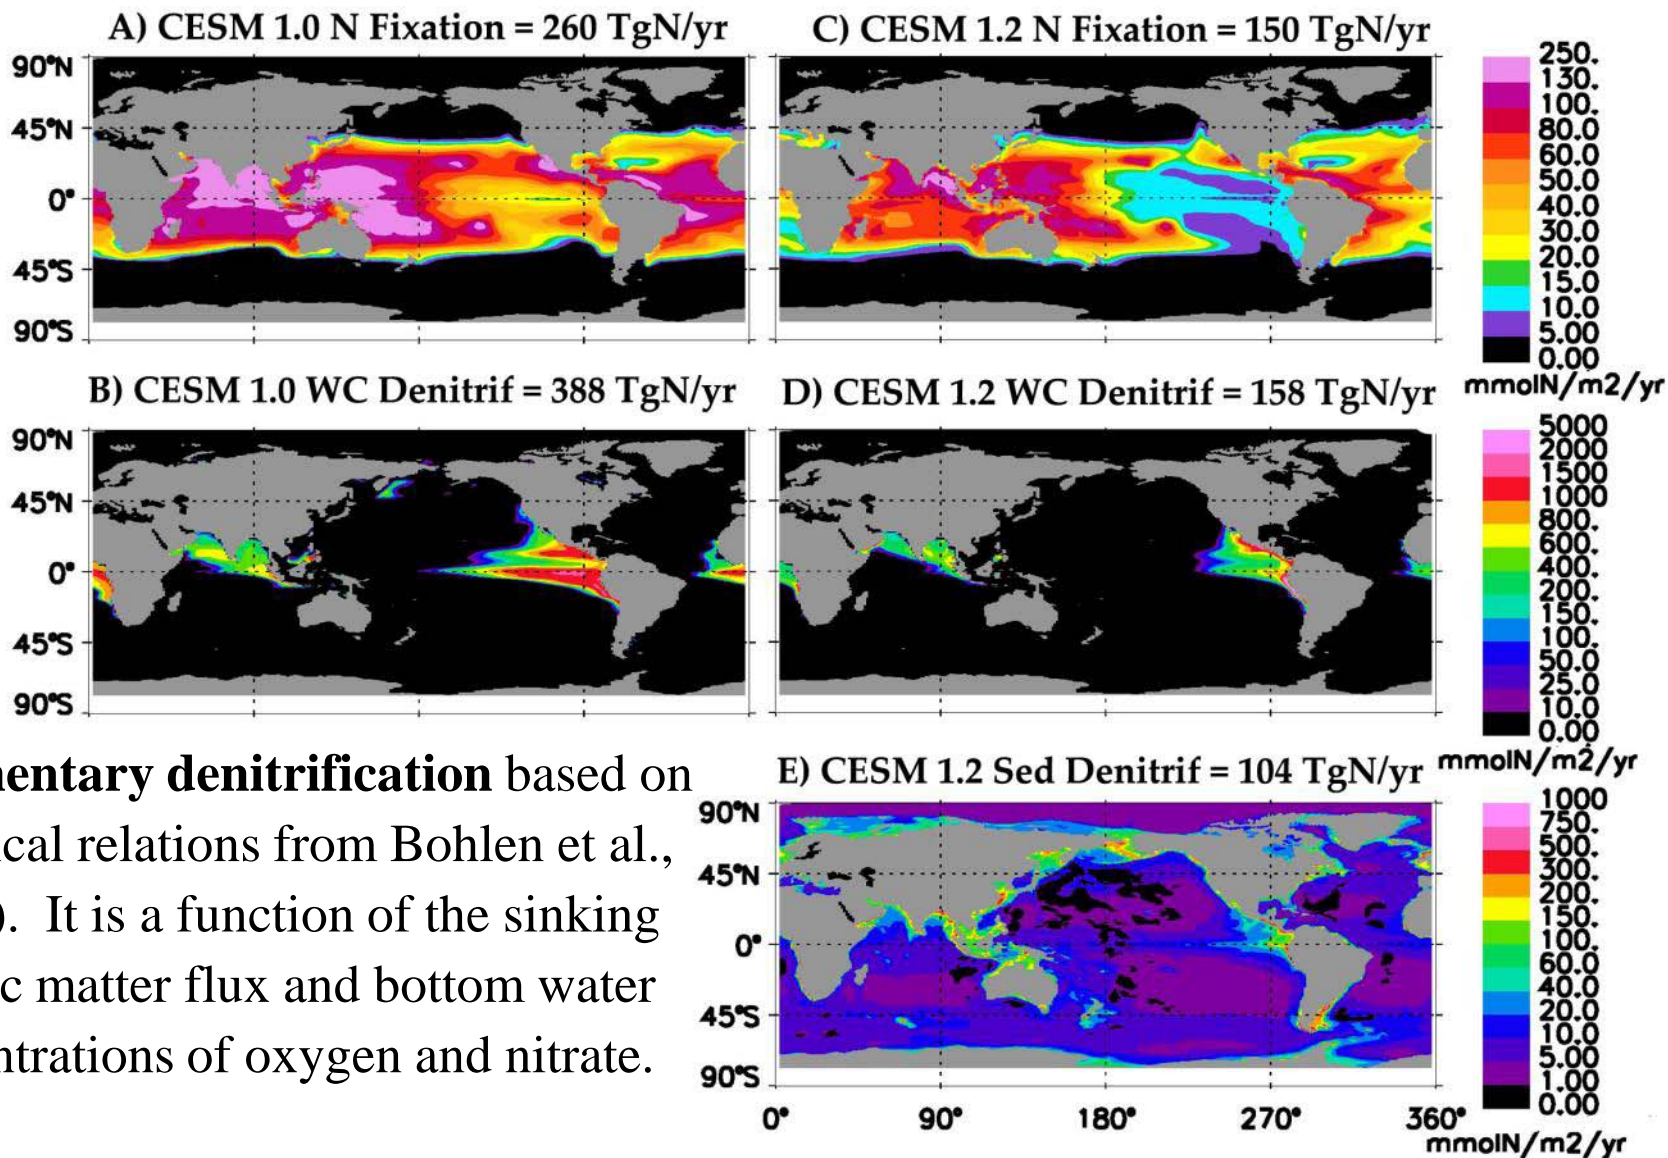 A) CESM 1.0 N Fixation = 260 TgN/yr
90°N
45°N
0°
45°S
90°S
C) CESM 1.2 N Fixation = 150 TgN/yr
250.
130.
100.
80.0
60.0
50.0
40.0
30.0
20.0
15.0
10.0
5.00
0.00
mmolN/m2/yr
B) CESM 1.0 WC Denitrif = 388 TgN/yr
90°N
45°N
0°
45°S
90°S
D) CESM 1.2 WC Denitrif = 158 TgN/yr
5000
2000
1500
1000
800.
600.
400.
200.
150.
100.
50.0
25.0
10.0
0.00
mmolN/m2/yr
mentary denitrification based on
ical relations from Bohlen et al.,
). It is a function of the sinking
c matter flux and bottom water
ntrations of oxygen and nitrate.
E) CESM 1.2 Sed Denitrif = 104 TgN/yr
90°N
45°N
0°
45°S
90°S
0° 90° 180° 270° 360°
1000
750.
500.
300.
200.
150.
100.
60.0
40.0
20.0
10.0
5.00
1.00
0.00
mmolN/m2/yr